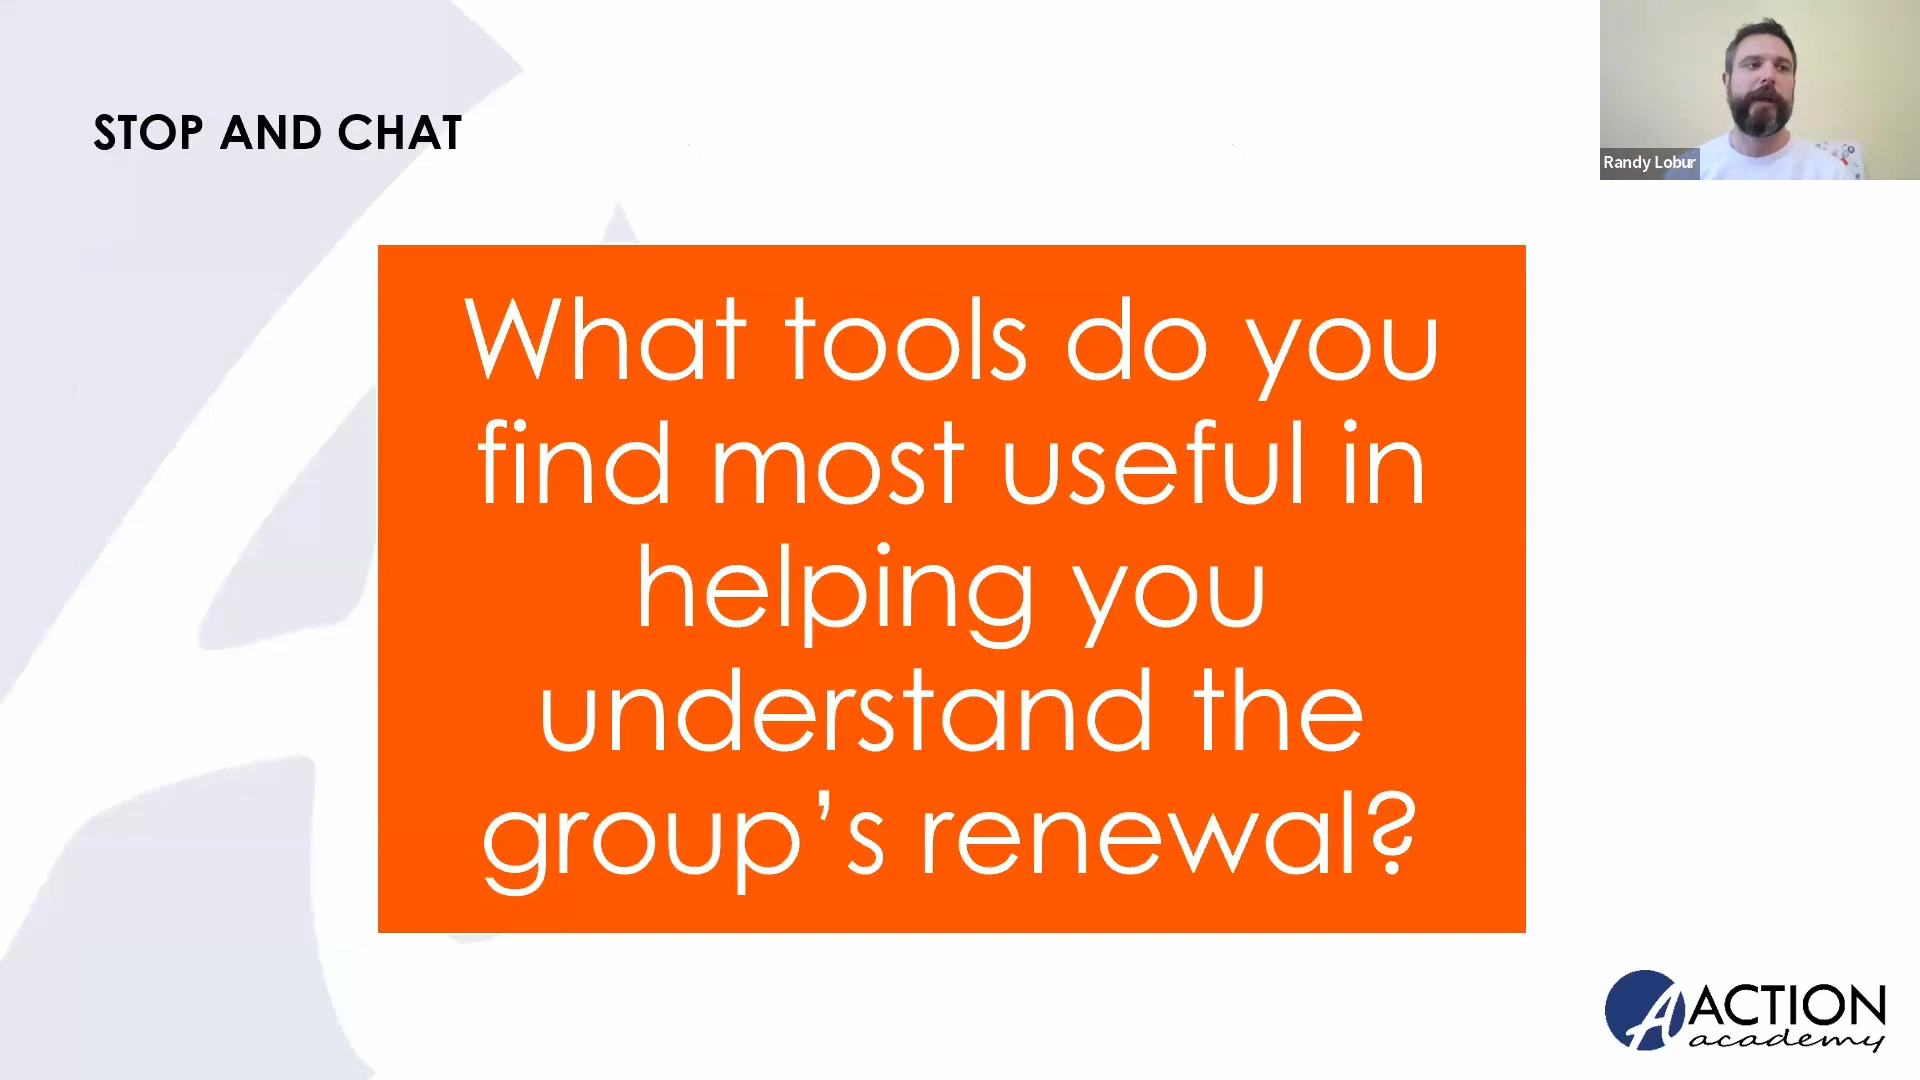 STOP AND CHAT
Randy Lobur
What tools do you
find most useful in
helping you
understand the
group’s renewal?
ACTION
academy